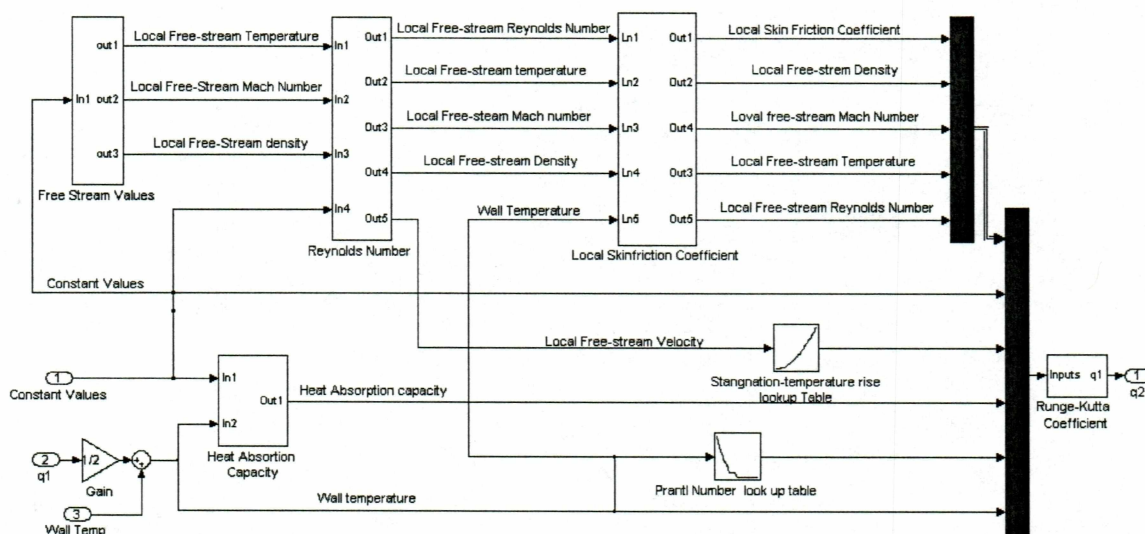 out1
Local Free-stream Temperature
In1
Out1
Local Free-stream Reynolds Number
Ln1
Out1
Local Skin Friction Coefficient
Out2
Local Free-stream temperature
Ln2
Out2
Local Free-strem Density
In1
out2
Local Free-Stream Mach Number
In2
Out3
Local Free-steam Mach number
Ln3
Out4
Loval free-stream Mach Number
out3
Local Free-Stream density
In3
Out4
Local Free-stream Density
Ln4
Out3
Local Free-stream Temperature
Free Stream Values
In4
Out5
Wall Temperature
Ln5
Out5
Local Free-stream Reynolds Number
Reynolds Number
Local Skinfriction Coefficient
Constant Values
Local Free-stream Velocity
Stangnation-temperature rise
lookup Table
1
Constant Values
In1
Out1
In2
Heat Absorption capacity
Heat Absortion
Capacity
Inputs
q1
1
q2
Runge-Kutta
Coefficient
2
q1
1/2
Gain
+
+
3
Wall Temp
Wall temperature
Prantl Number look up table